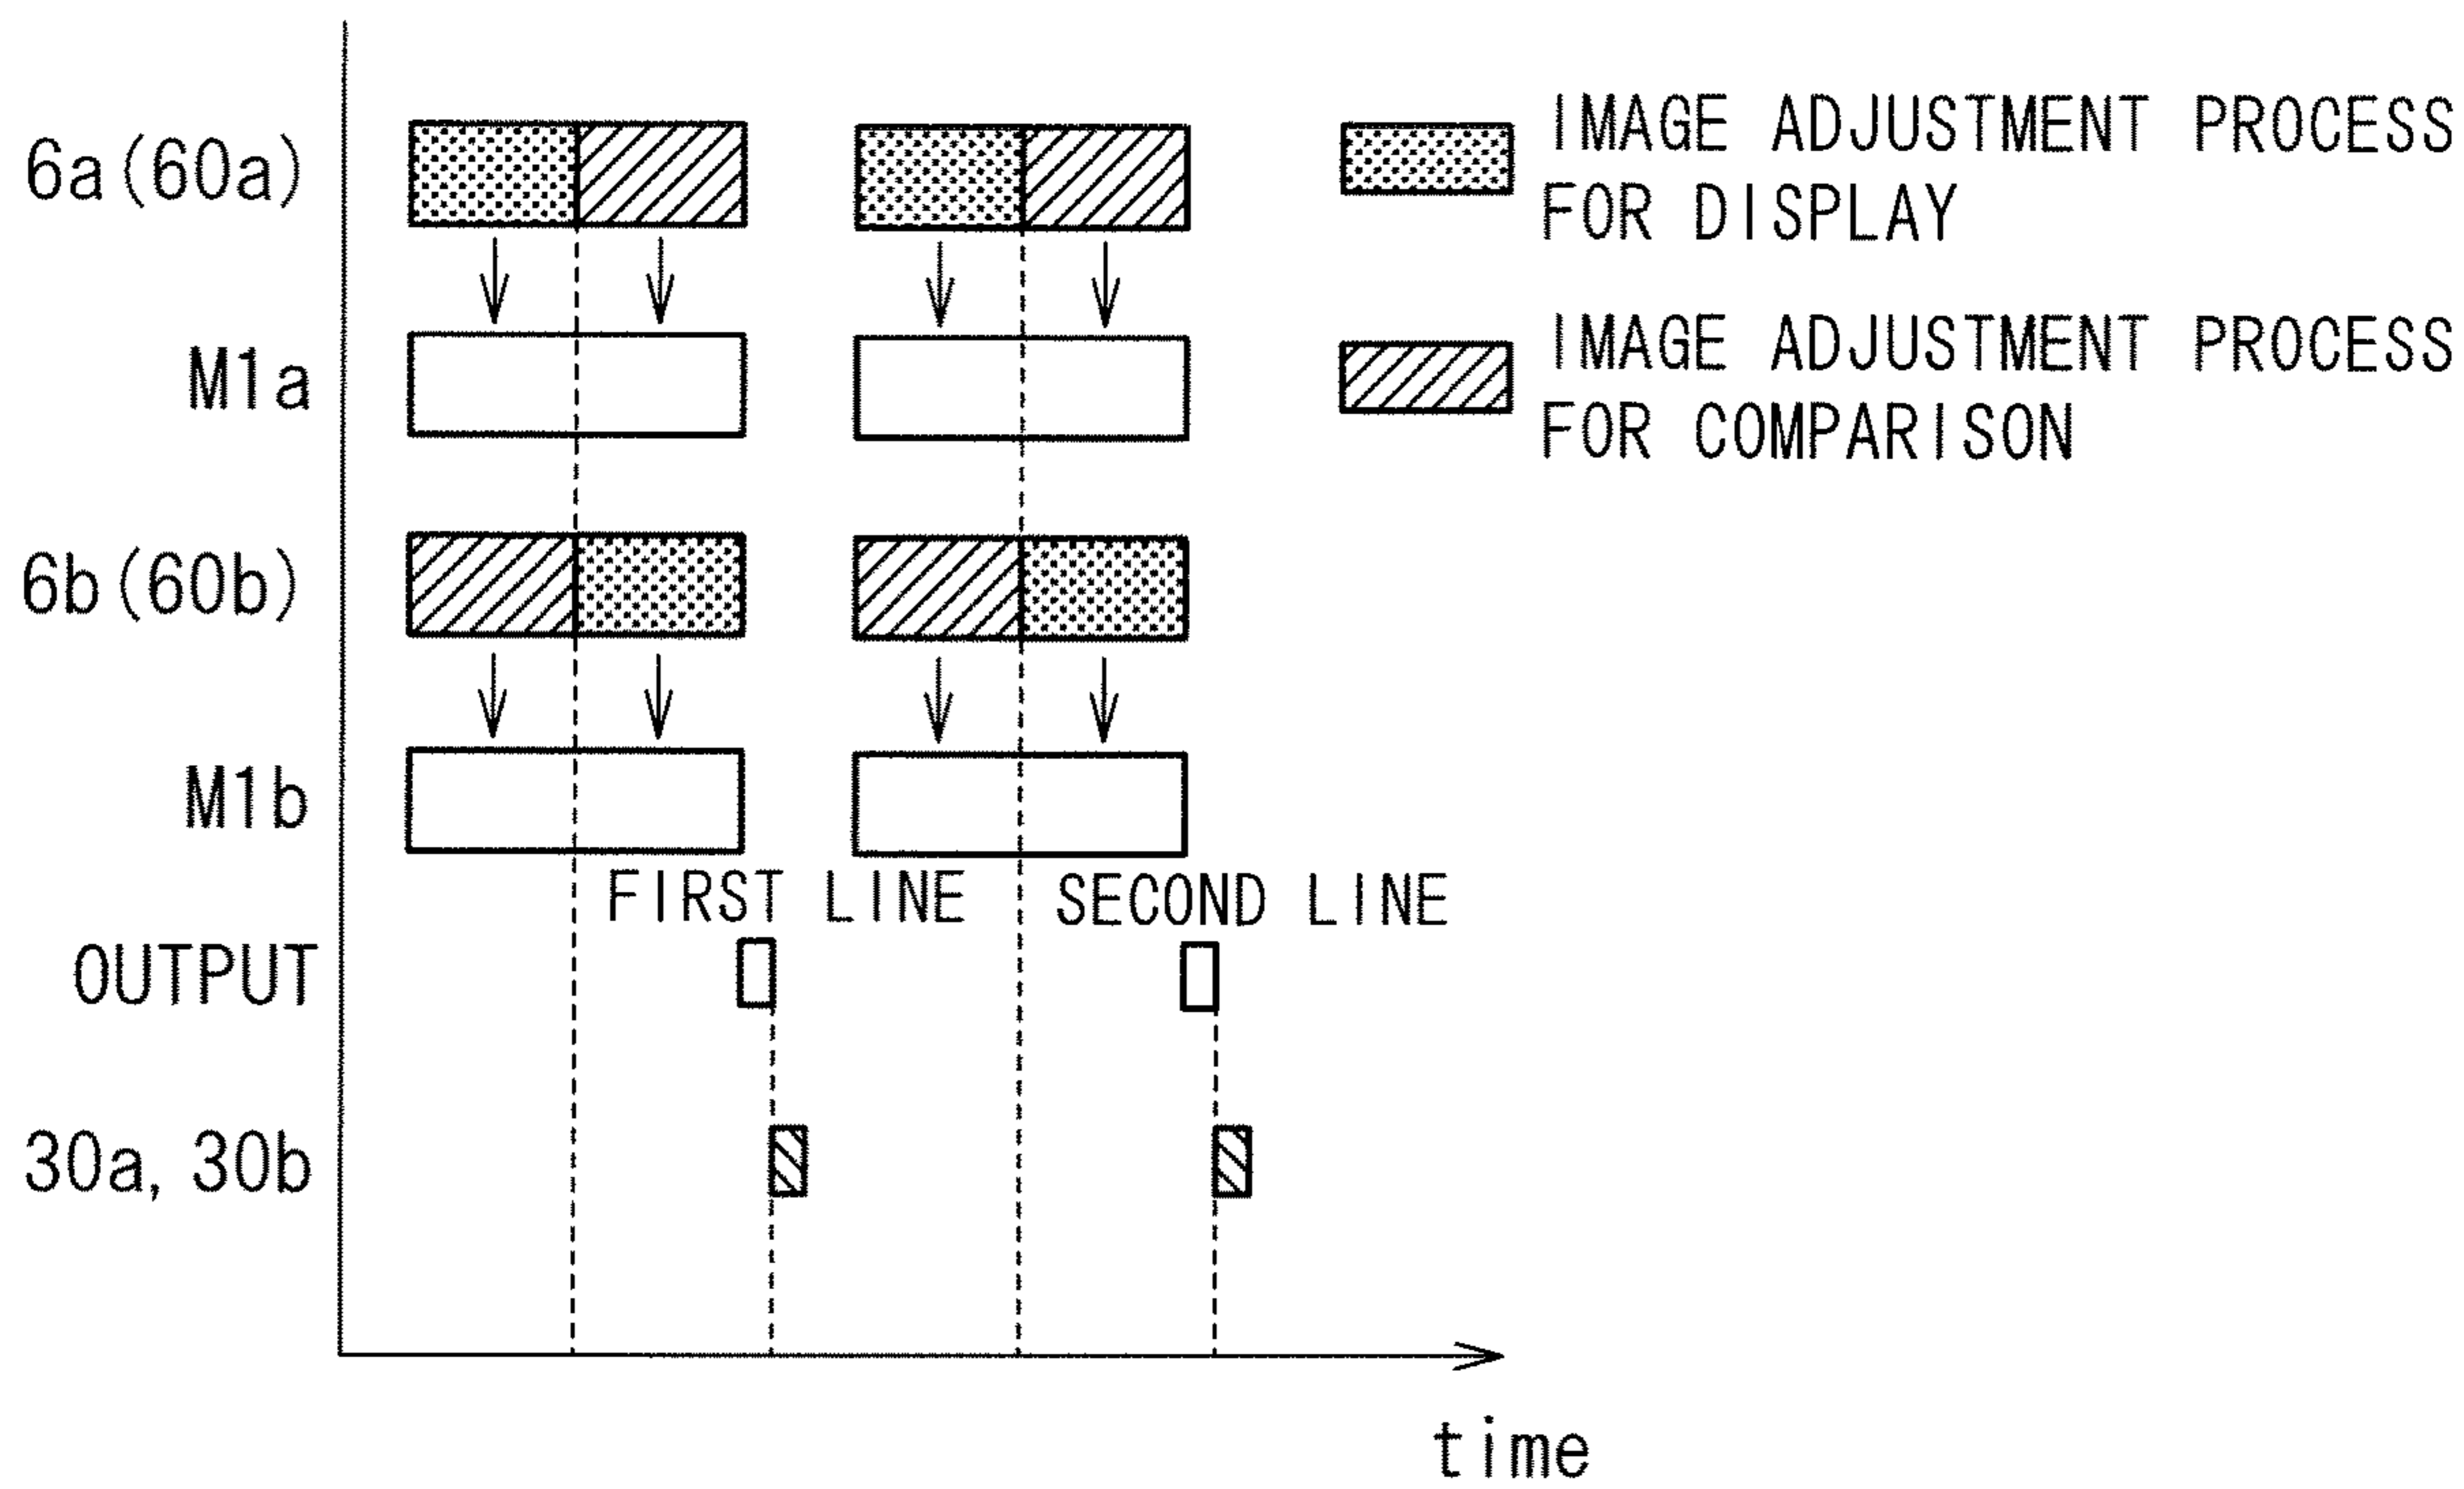 6a(60a)
IMAGE ADJUSTMENT PROCESS
FOR DISPLAY
M1a
IMAGE ADJUSTMENT PROCESS
FOR COMPARISON
6b(60b)
M1b
FIRST LINE
SECOND LINE
OUTPUT
30a, 30b
time